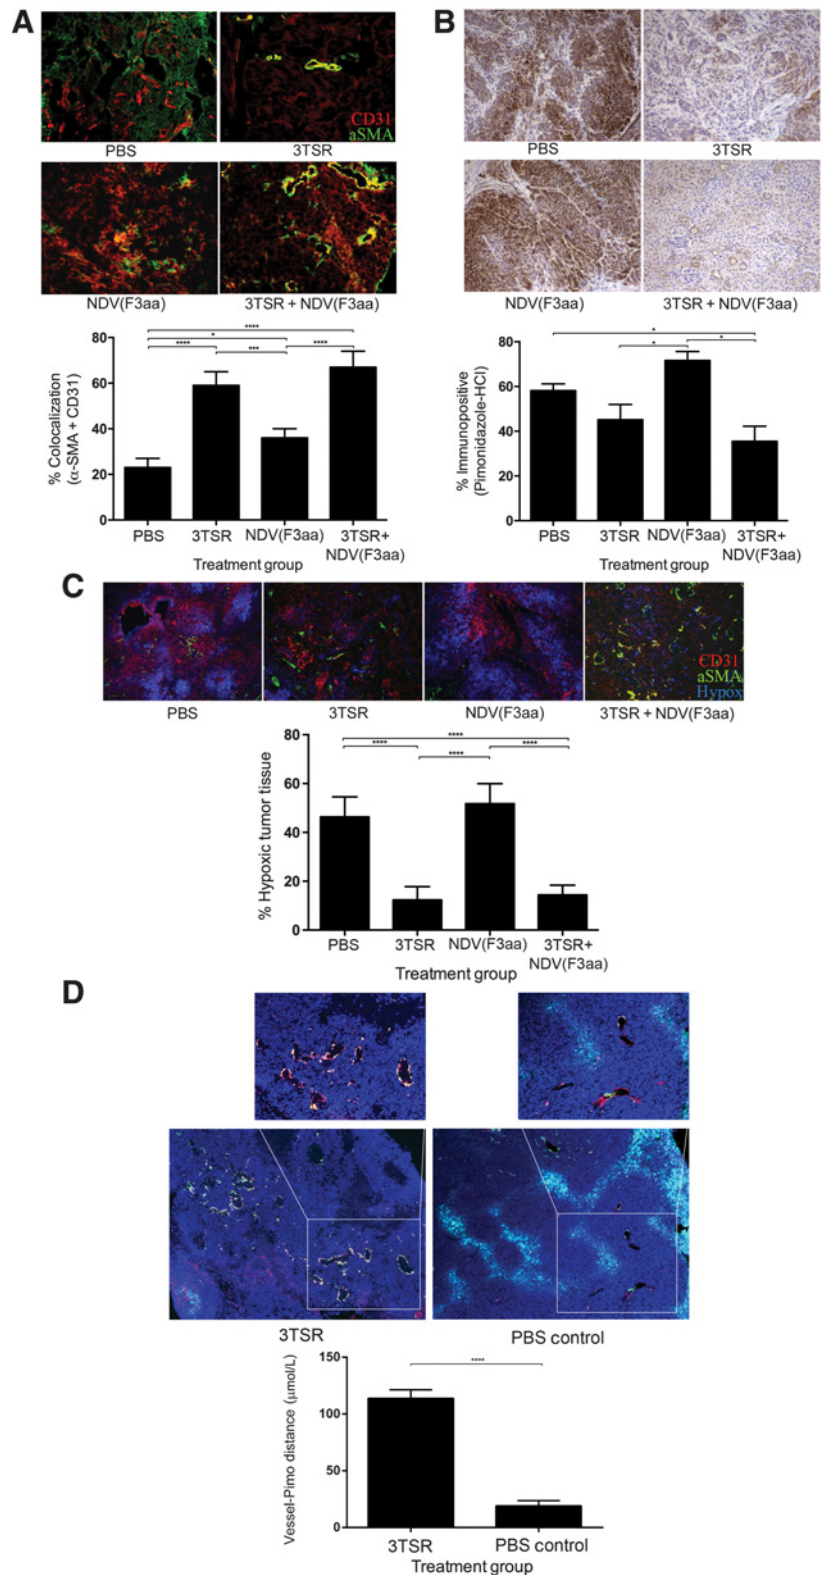 A
CD31
aSMA
PBS
3TSR
NDV(F3aa)
3TSR + NDV(F3aa)
****
*
****
***
****
80
60
40
20
0
% Colocalization
(α-SMA + CD31)
PBS
3TSR
NDV(F3aa)
3TSR+
NDV(F3aa)
Treatment group
B
PBS
3TSR
NDV(F3aa)
3TSR + NDV(F3aa)
*
*
*
80
60
40
20
0
% Immunopositive
(Pimonidazole-HCl)
PBS
3TSR
NDV(F3aa)
3TSR+
NDV(F3aa)
Treatment group
C
CD31
aSMA
Hypox
PBS
3TSR
NDV(F3aa)
3TSR + NDV(F3aa)
****
****
****
****
80
60
40
20
0
% Hypoxic tumor tissue
PBS
3TSR
NDV(F3aa)
3TSR+
NDV(F3aa)
Treatment group
D
3TSR
PBS control
****
150
100
50
0
Vessel-Pimo distance (μmol/L)
3TSR
PBS control
Treatment group